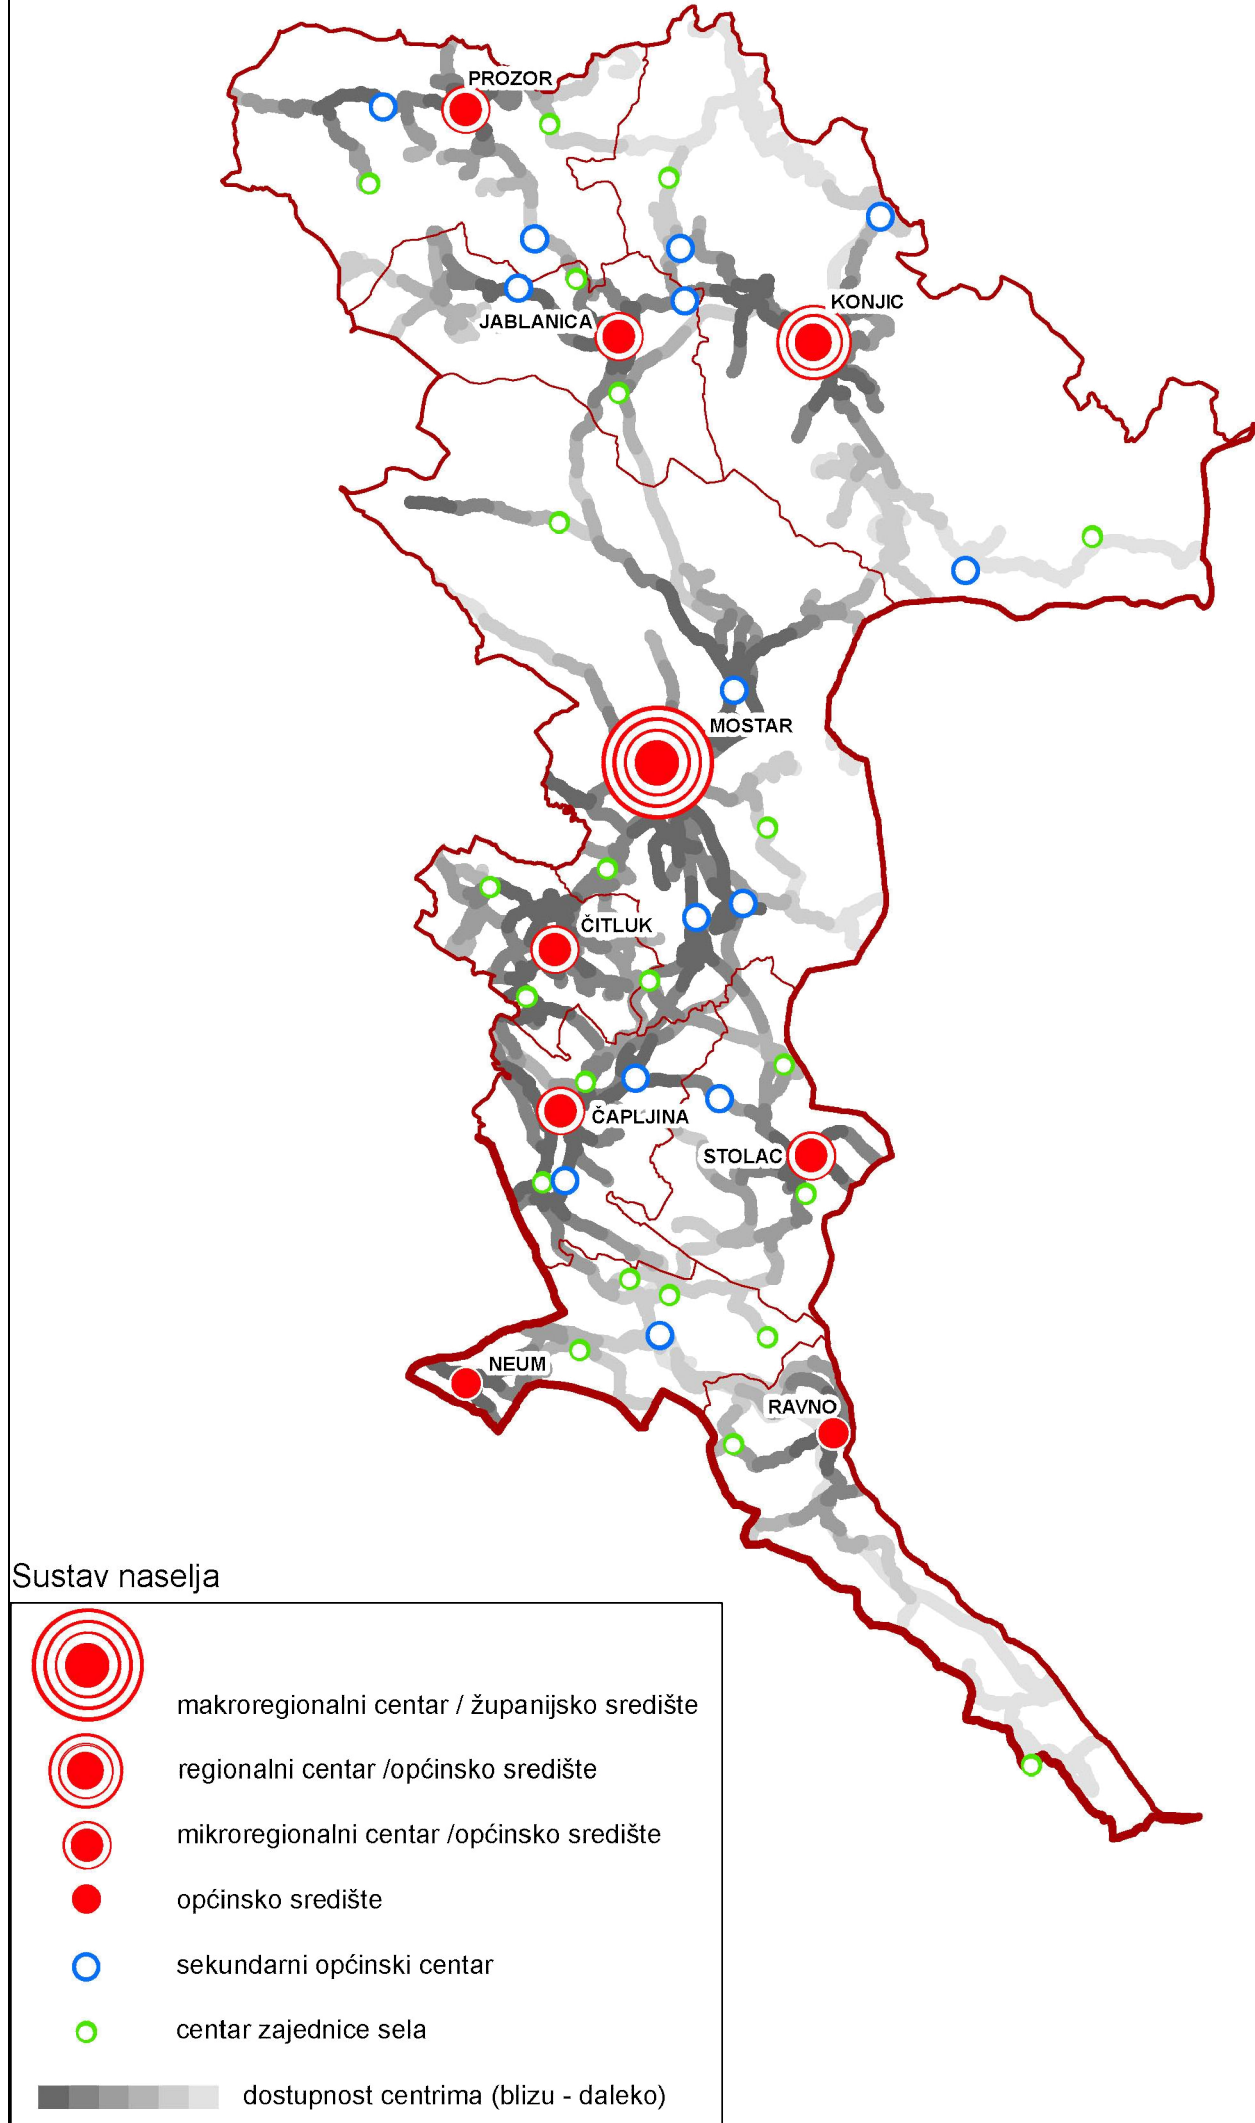 PROZOR
KONJIC
JABLANICA
MOSTAR
ČITLUK
ČAPLJINA
STOLAC
NEUM
RAVNO
Sustav naselja
makroregionalni centar / županijsko središte
regionalni centar /općinsko središte
mikroregionalni centar /općinsko središte
općinsko središte
sekundarni općinski centar
centar zajednice sela
dostupnost centrima (blizu - daleko)